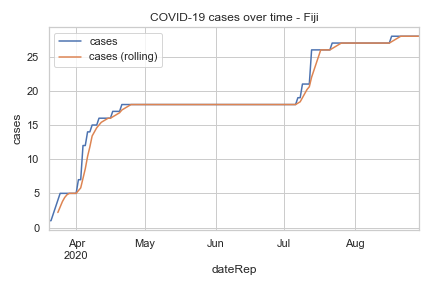 COVID-19 cases over time - Fiji
cases
cases (rolling)
25
20
15
10
5
0
cases
Apr
2020
May
Jun
Jul
Aug
dateRep